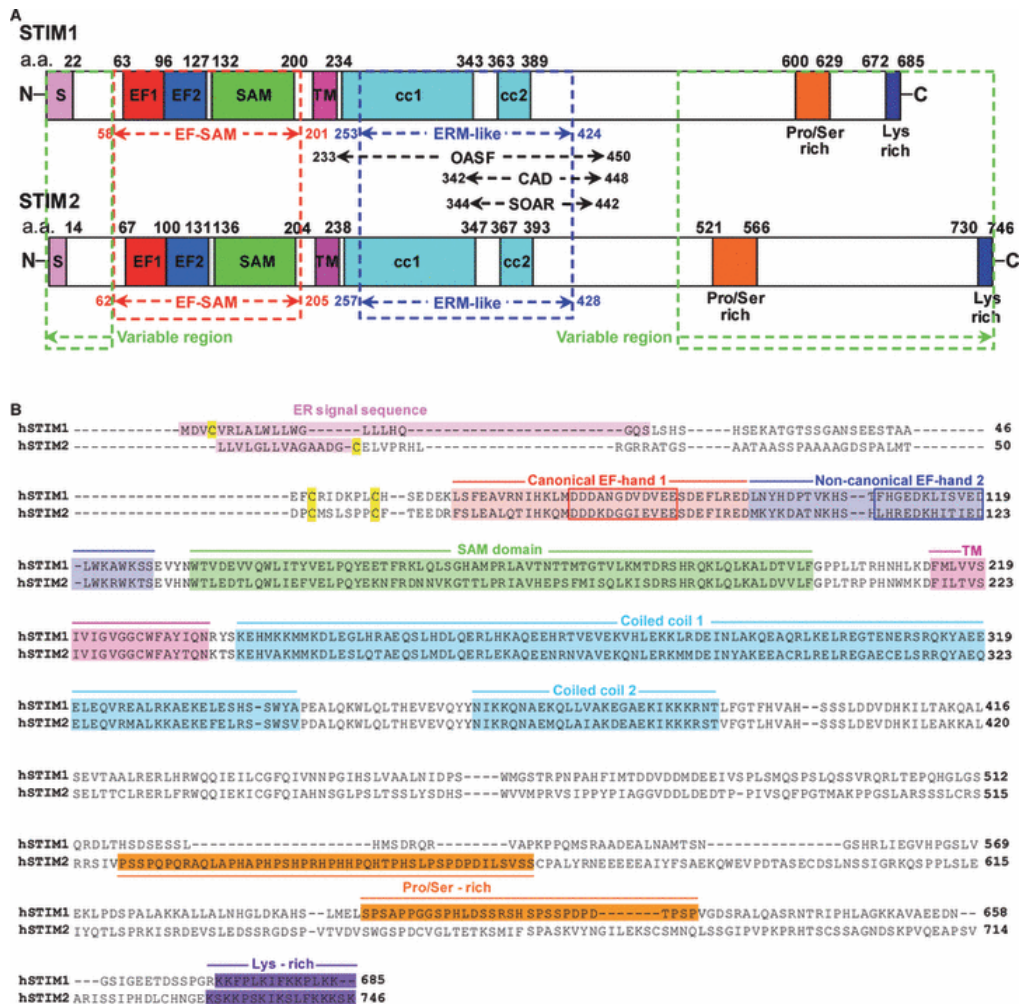 A
STIM1
a.a. 22 63 96 127 132 200 234 343 363 389 600 629 672 685
N S EF1 EF2 SAM TM cc1 cc2 C
Pro/Ser rich Lys rich
58 EF-SAM 201 253 ERM-like 424
233 OASF 450
342 CAD 448
344 SOAR 442
STIM2
a.a. 14 67 100 131 136 204 238 347 367 393 521 566 730 746
N S EF1 EF2 SAM TM cc1 cc2 C
62 EF-SAM 205 257 ERM-like 428
Pro/Ser rich Lys rich
Variable region Variable region
B
ER signal sequence
hSTIM1 MDVCVRLALWLLWG-----LLLHQ GQSLSHS--HSEKATGTSSGANSEESTAA 46
hSTIM2 LLVLGLLVAGAADG-CELVPRHL RGRRATGS--AATAASSPAAAAGDSPALMT 50
Canonical EF-hand 1 Non-canonical EF-hand 2
hSTIM1 EFCRIDKPLCH-SEDEKLSFEAVRNIHKLMDDDANGDVDVEESDEFLREDLNYHDPTVKHS--TFHGEDKLISVED 119
hSTIM2 DPCMSLSPPCF-TEEDRFSLEALQTIHKQMDDDKDGGIEVEESDEFIREDMKYKDATNKHS--HLHREDKHITIED 123
SAM domain TM
hSTIM1 -LWKAWKSSEVYNWTVDEVVQWLITYVELPQYEETFRKLQLSGHAMPRLAVTNTTMTGTVLKMTDRSHRQKLQLKALDTVLFGPPLLTRHNHLKDFMLVVS 219
hSTIM2 LWKRWKTSEVHNWTLEDTLQWLIEFVELPQYEKNFRDNNVKGTTLPRIAVHEPSFMISQLKISDRSHRQKLQLKALDVVLFGPLTRPPHNWMKDFILTVS 223
Coiled coil 1
hSTIM1 IVIGVGGCWFAYIQNRYSKEHMKKMMKDLEGLHRAEQSLHDLQERLHKAQEEHRTVEVEKVHLEKKLRDEINLAKQEAQRLKELREGTENERSRQKYAEE 319
hSTIM2 IVIGVGGCWFAYTQNKTSKEHVAKMMKDLESLQTAEQSLMDLQERLEKAQEENRNVAVEKQNLERKMMDEINYAKEEACRLRELREGAECELSRRQYAEQ 323
Coiled coil 2
hSTIM1 ELEQVREALRKAEKELESHS-SWYAPEALQKWLQLTHEVEVQYYNIKKQNAEKQLLVAKEGAEKIKKKRNTLFGTFHVAH--SSSLDDVDHKILTAKQAL 416
hSTIM2 ELEQVRMALKKAEKEFELRS-SWSVPDALQKWLQLTHEVEVQYYNIKRQNAEMQLAIAKDEAEKIKKKRSTVFGTLHVAH--SSSLDEVDHKILEAKKAL 420
hSTIM1 SEVTAALRERLHRWQQIEILCGFQIVNNPGIHSLVAALNIDPS----WMGSTRPNPAHFIMTDDVDDMDEEIVSPLSMQSPSLQSSVRQRLTEPQHGLGS 512
hSTIM2 SELTTCLRERLFRWQQIEKICGFQIAHNSGLPSLTSSLYSDHS----WVVMPRVSIPPYPIAGGVDDLDEDTP-PIVSQFPGTMAKPPGSLARSSSLCRS 515
hSTIM1 QRDLTHSDSESSL HMSDRQR VAPKPPQMSRAADEALNAMTSN GSHRLIEGVHPGSLV 569
hSTIM2 RRSIVPSSPQPQRAQLAPHAPHPSHPRHPHHPQHTPHSLPSPDPDILSVSSCPALYRNEEEEEAIYFSAEKQWEVPDTASECDSLNSSIGRKQSPPLSLE 615
Pro/Ser - rich
hSTIM1 EKLPDSPALAKKALLALNHGLDKAHS--LMELSPSAPPGGSPHLDSSRSHSPSSPDPD-------TPSPVGDSRALQASRNTRIPHLAGKKAVAEEDN-- 658
hSTIM2 IYQTLSPRKISRDEVSLEDSSRGDSP-VTVDVSWGSPDCVGLTETKSMIFSPASKVYNGILEKSCSMNQLSSGIPVPKPRHTSCSSAGNDSKPVQEAPSV 714
Lys - rich
hSTIM1 --GSIGEETDSSPGRKKFPLKIFKKPLKK-- 685
hSTIM2 ARISSIPHDLCHNGEKSKKPSKIKSLFKKKSK 746